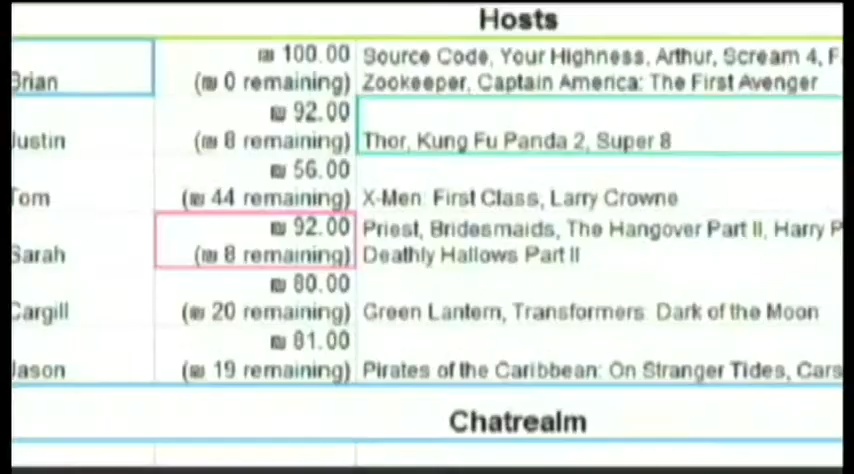 Hosts
₪ 100.00 Source Code, Your Highness, Arthur, Scream 4, F
Brian (₪ 0 remaining) Zookeeper, Captain America: The First Avenger
₪ 92.00
Justin (₪ 8 remaining) Thor, Kung Fu Panda 2, Super 8
₪ 56.00
Tom (₪ 44 remaining) X-Men: First Class, Larry Crowne
₪ 92.00 Priest, Bridesmaids, The Hangover Part II, Harry P
Sarah (₪ 8 remaining) Deathly Hallows Part II
₪ 80.00
Cargill (₪ 20 remaining) Green Lantern, Transformers: Dark of the Moon
₪ 81.00
Jason (₪ 19 remaining) Pirates of the Caribbean: On Stranger Tides, Cars
Chatrealm